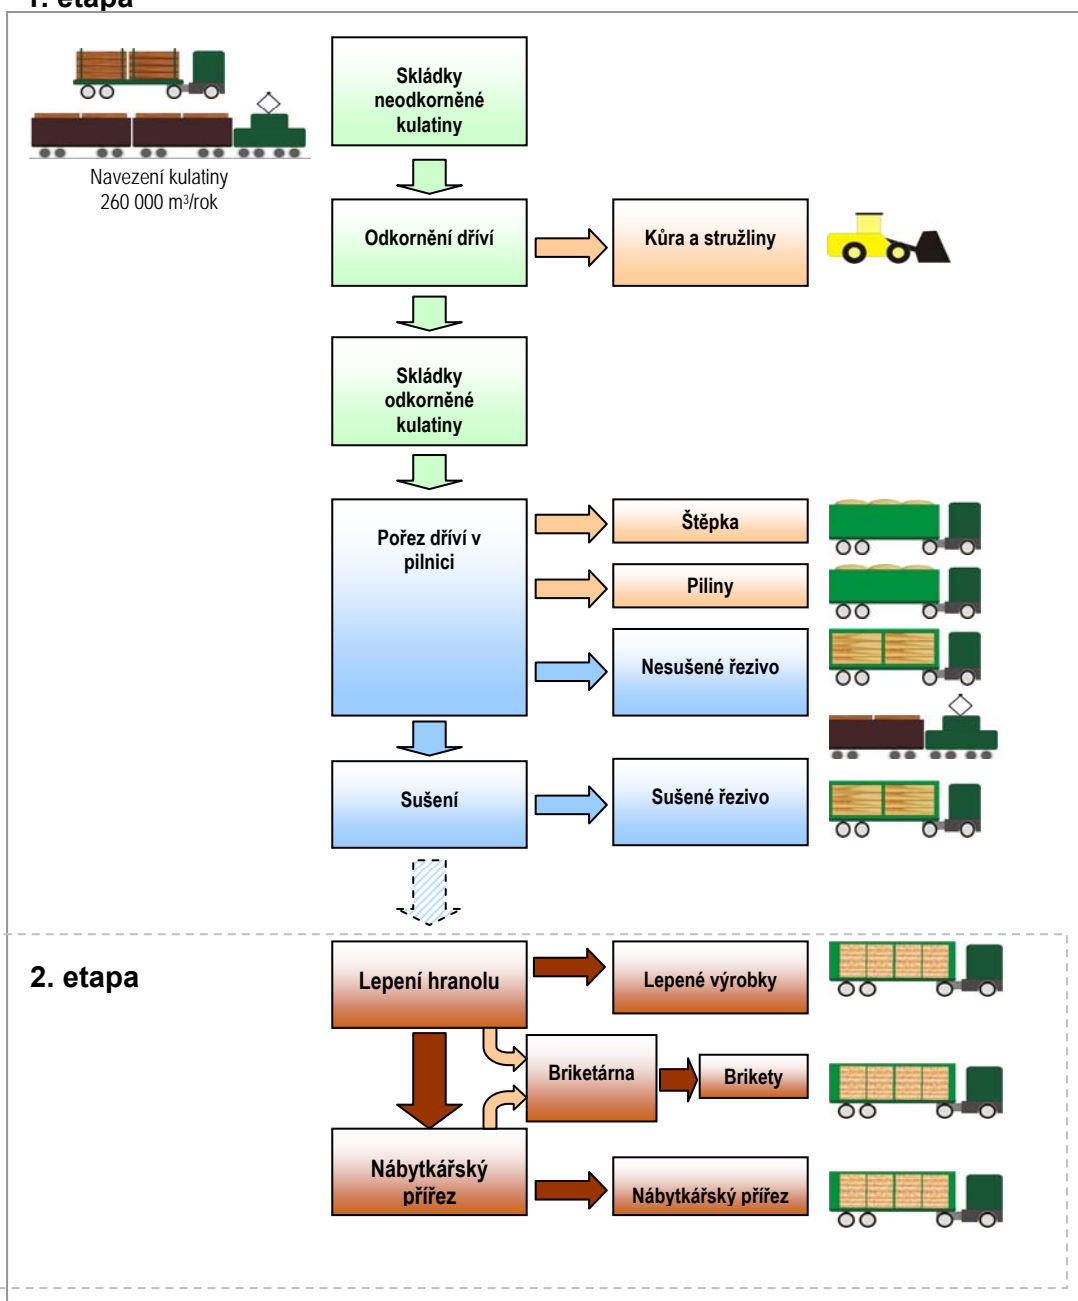 1. etapa
Skládky
neodkorněné
kulatiny
Navezení kulatiny
260 000 m³/rok
Odkornění dříví
Kůra a stružliny
Skládky
odkorněné
kulatiny
Pořez dříví v
pilnici
Štěpka
Piliny
Nesušené řezivo
Sušení
Sušené řezivo
2. etapa
Lepení hranolu
Lepené výrobky
Briketárna
Brikety
Nábytkářský
přířez
Nábytkářský přířez